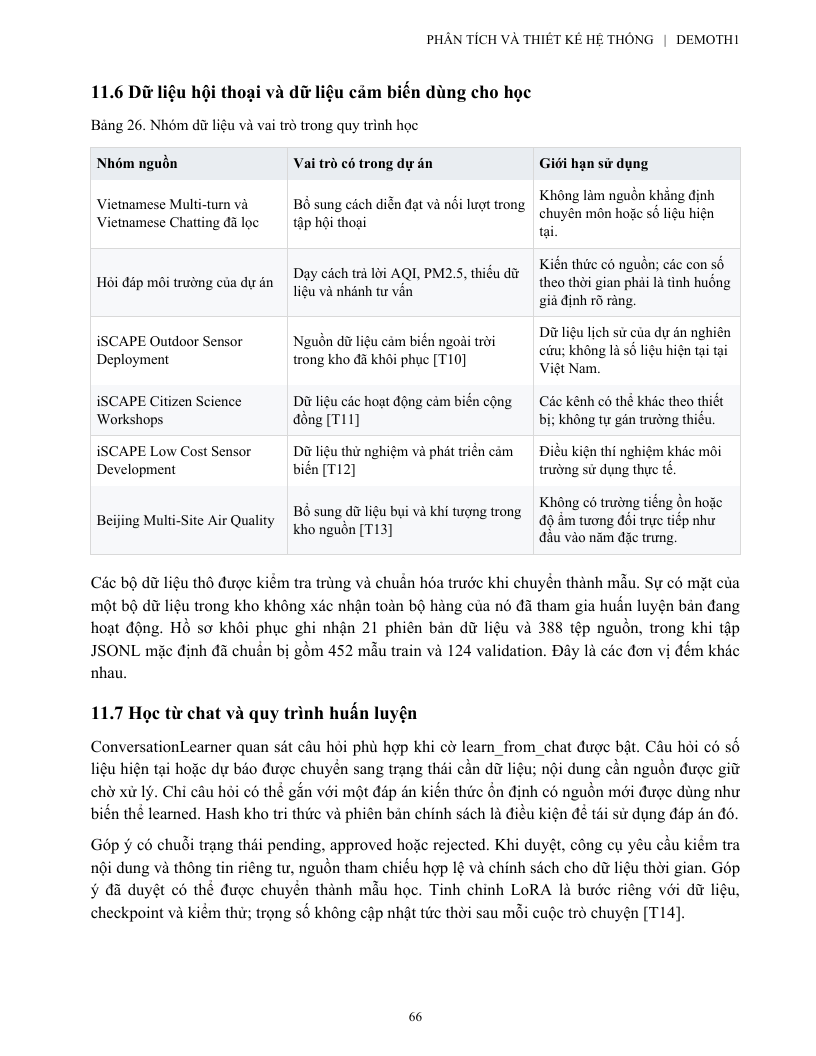 PHÂN TÍCH VÀ THIẾT KẾ HỆ THỐNG | DEMOTH1
11.6 Dữ liệu hội thoại và dữ liệu cảm biến dùng cho học
Bảng 26. Nhóm dữ liệu và vai trò trong quy trình học
Nhóm nguồn
Vai trò có trong dự án
Giới hạn sử dụng
Vietnamese Multi-turn và
Vietnamese Chatting đã lọc
Bổ sung cách diễn đạt và nối lượt trong
tập hội thoại
Không làm nguồn khẳng định
chuyên môn hoặc số liệu hiện
tại.
Hỏi đáp môi trường của dự án
Dạy cách trả lời AQI, PM2.5, thiếu dữ
liệu và nhánh tư vấn
Kiến thức có nguồn; các con số
theo thời gian phải là tình huống
giả định rõ ràng.
iSCAPE Outdoor Sensor
Deployment
Nguồn dữ liệu cảm biến ngoài trời
trong kho đã khôi phục [T10]
Dữ liệu lịch sử của dự án nghiên
cứu; không là số liệu hiện tại tại
Việt Nam.
iSCAPE Citizen Science
Workshops
Dữ liệu các hoạt động cảm biến cộng
đồng [T11]
Các kênh có thể khác theo thiết
bị; không tự gán trường thiếu.
iSCAPE Low Cost Sensor
Development
Dữ liệu thử nghiệm và phát triển cảm
biến [T12]
Điều kiện thí nghiệm khác môi
trường sử dụng thực tế.
Beijing Multi-Site Air Quality
Bổ sung dữ liệu bụi và khí tượng trong
kho nguồn [T13]
Không có trường tiếng ồn hoặc
độ ẩm tương đối trực tiếp như
đầu vào năm đặc trưng.
Các bộ dữ liệu thô được kiểm tra trùng và chuẩn hóa trước khi chuyển thành mẫu. Sự có mặt của
một bộ dữ liệu trong kho không xác nhận toàn bộ hàng của nó đã tham gia huấn luyện bản đang
hoạt động. Hồ sơ khôi phục ghi nhận 21 phiên bản dữ liệu và 388 tệp nguồn, trong khi tập
JSONL mặc định đã chuẩn bị gồm 452 mẫu train và 124 validation. Đây là các đơn vị đếm khác
nhau.
11.7 Học từ chat và quy trình huấn luyện
ConversationLearner quan sát câu hỏi phù hợp khi cờ learn_from_chat được bật. Câu hỏi có số
liệu hiện tại hoặc dự báo được chuyển sang trạng thái cần dữ liệu; nội dung cần nguồn được giữ
chờ xử lý. Chỉ câu hỏi có thể gắn với một đáp án kiến thức ổn định có nguồn mới được dùng như
biến thể learned. Hash kho tri thức và phiên bản chính sách là điều kiện để tái sử dụng đáp án đó.
Góp ý có chuỗi trạng thái pending, approved hoặc rejected. Khi duyệt, công cụ yêu cầu kiểm tra
nội dung và thông tin riêng tư, nguồn tham chiếu hợp lệ và chính sách cho dữ liệu thời gian. Góp
ý đã duyệt có thể được chuyển thành mẫu học. Tinh chỉnh LoRA là bước riêng với dữ liệu,
checkpoint và kiểm thử; trọng số không cập nhật tức thời sau mỗi cuộc trò chuyện [T14].
66